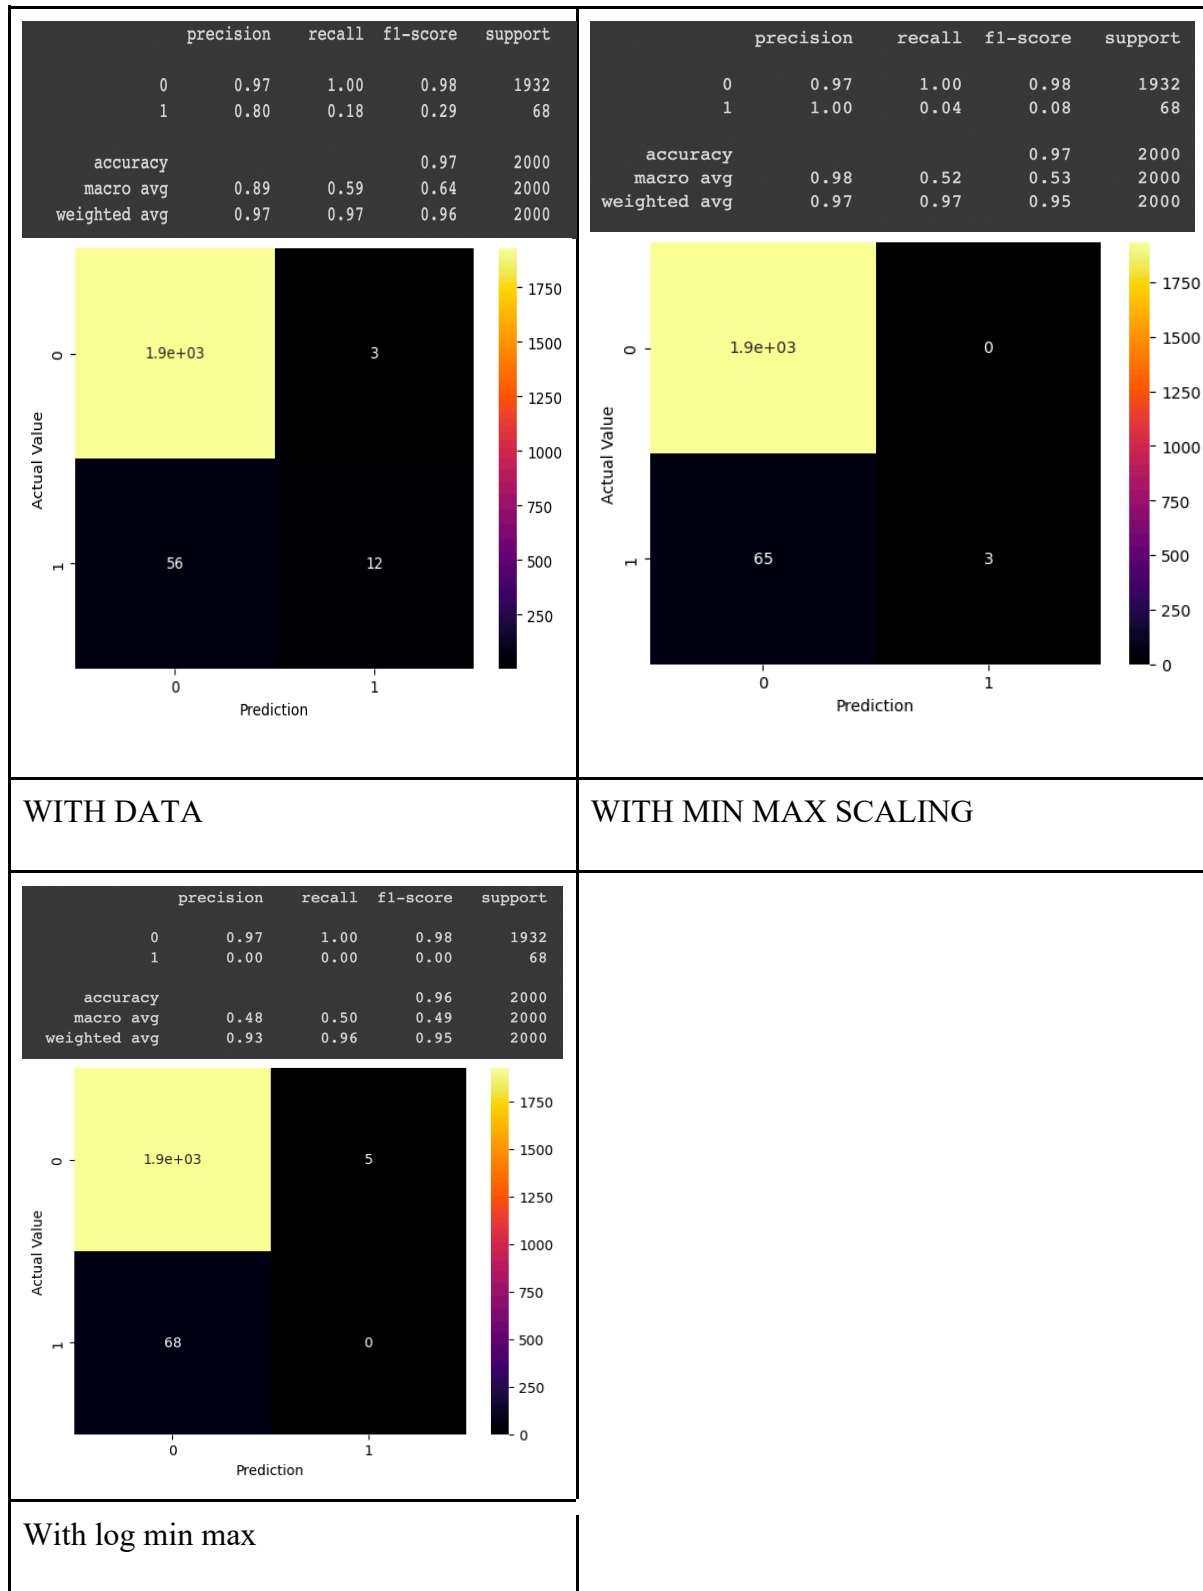 precision recall f1-score support
0 0.97 1.00 0.98 1932
1 0.80 0.18 0.29 68
accuracy 0.97 2000
macro avg 0.89 0.59 0.64 2000
weighted avg 0.97 0.97 0.96 2000
1750
1500
1250
1000
750
500
250
Actual Value
0
1
1.9e+03 3
56 12
0 1
Prediction
WITH DATA
precision recall f1-score support
0 0.97 1.00 0.98 1932
1 1.00 0.04 0.08 68
accuracy 0.97 2000
macro avg 0.98 0.52 0.53 2000
weighted avg 0.97 0.97 0.95 2000
1750
1500
1250
1000
750
500
250
0
Actual Value
0
1
1.9e+03 0
65 3
0 1
Prediction
WITH MIN MAX SCALING
precision recall f1-score support
0 0.97 1.00 0.98 1932
1 0.00 0.00 0.00 68
accuracy 0.96 2000
macro avg 0.48 0.50 0.49 2000
weighted avg 0.93 0.96 0.95 2000
1750
1500
1250
1000
750
500
250
0
Actual Value
0
1
1.9e+03 5
68 0
0 1
Prediction
With log min max